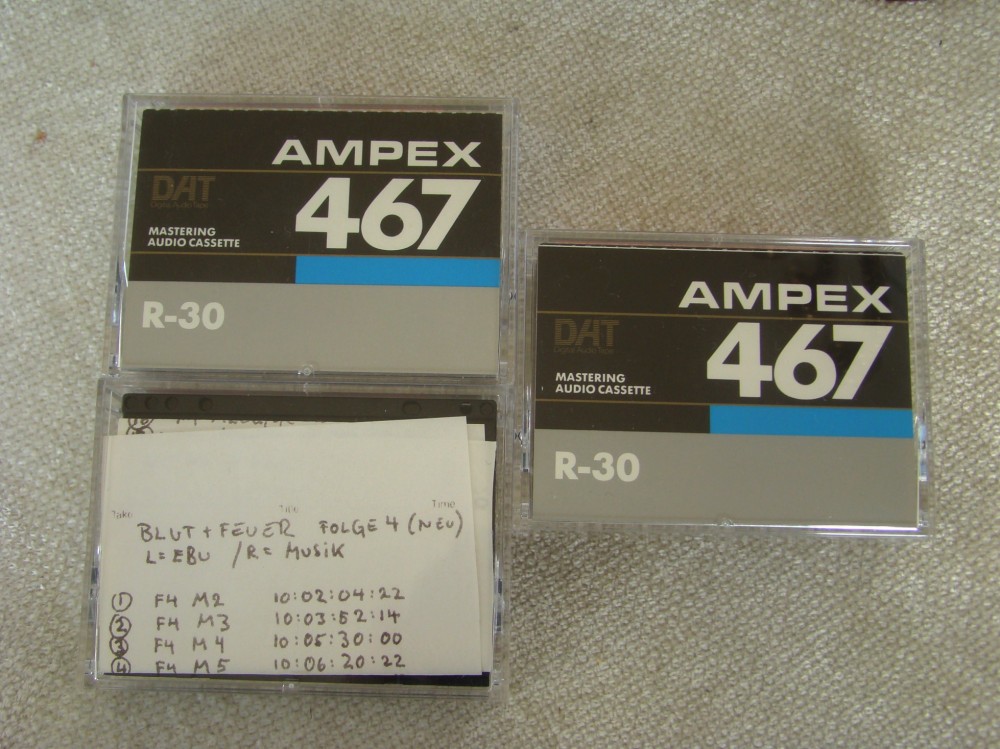 AMPEX
467
DAT
Digital Audio Tape
MASTERING
AUDIO CASSETTE
R-30
AMPEX
467
DAT
Digital Audio Tape
MASTERING
AUDIO CASSETTE
R-30
Take Title Time
BLUT + FEUER FOLGE 4 (NEU)
L = EBU / R = MUSIK
① F4 M2 10:02:04:22
② F4 M3 10:03:52:14
③ F4 M4 10:05:30:00
④ F4 M5 10:06:20:22